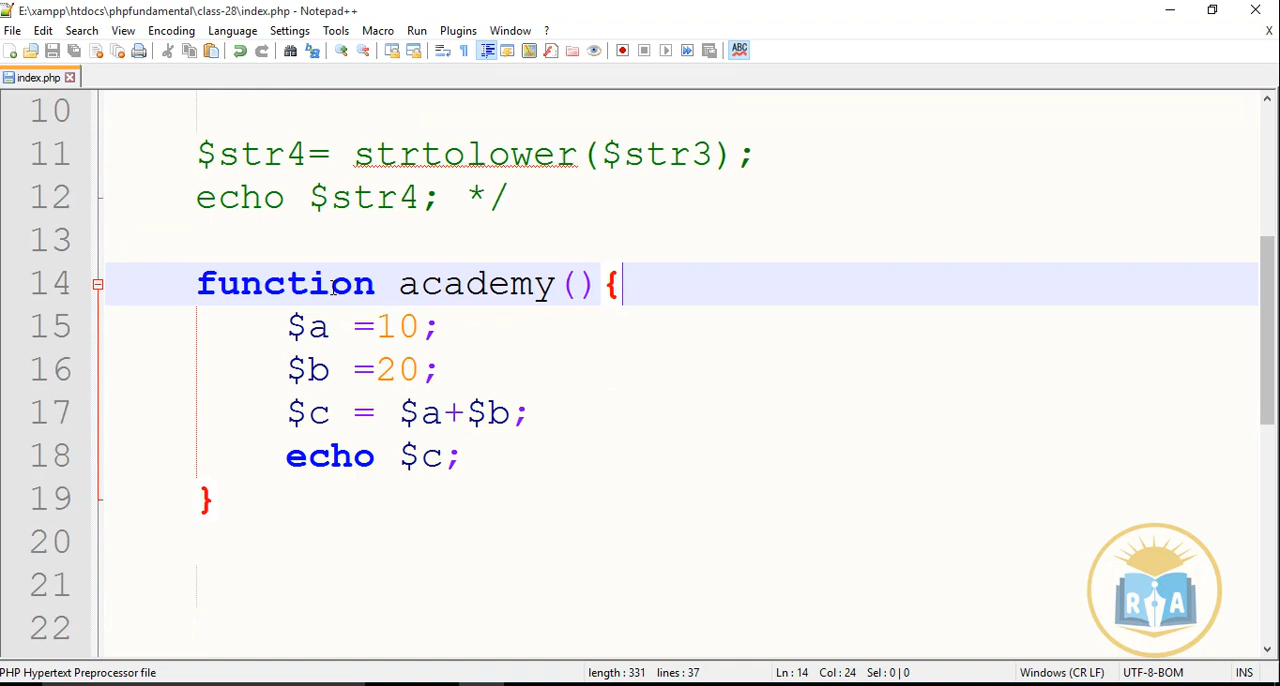 E:\xampp\htdocs\phpfundamental\class-28\index.php - Notepad++
File Edit Search View Encoding Language Settings Tools Macro Run Plugins Window ? X
ABC
index.php
10
11 $str4= strtolower($str3);
12 echo $str4; */
13
14 function academy(){
15 $a =10;
16 $b =20;
17 $c = $a+$b;
18 echo $c;
19 }
20
21
22
R A
PHP Hypertext Preprocessor file length : 331 lines : 37 Ln : 14 Col : 24 Sel : 0 | 0 Windows (CR LF) UTF-8-BOM INS